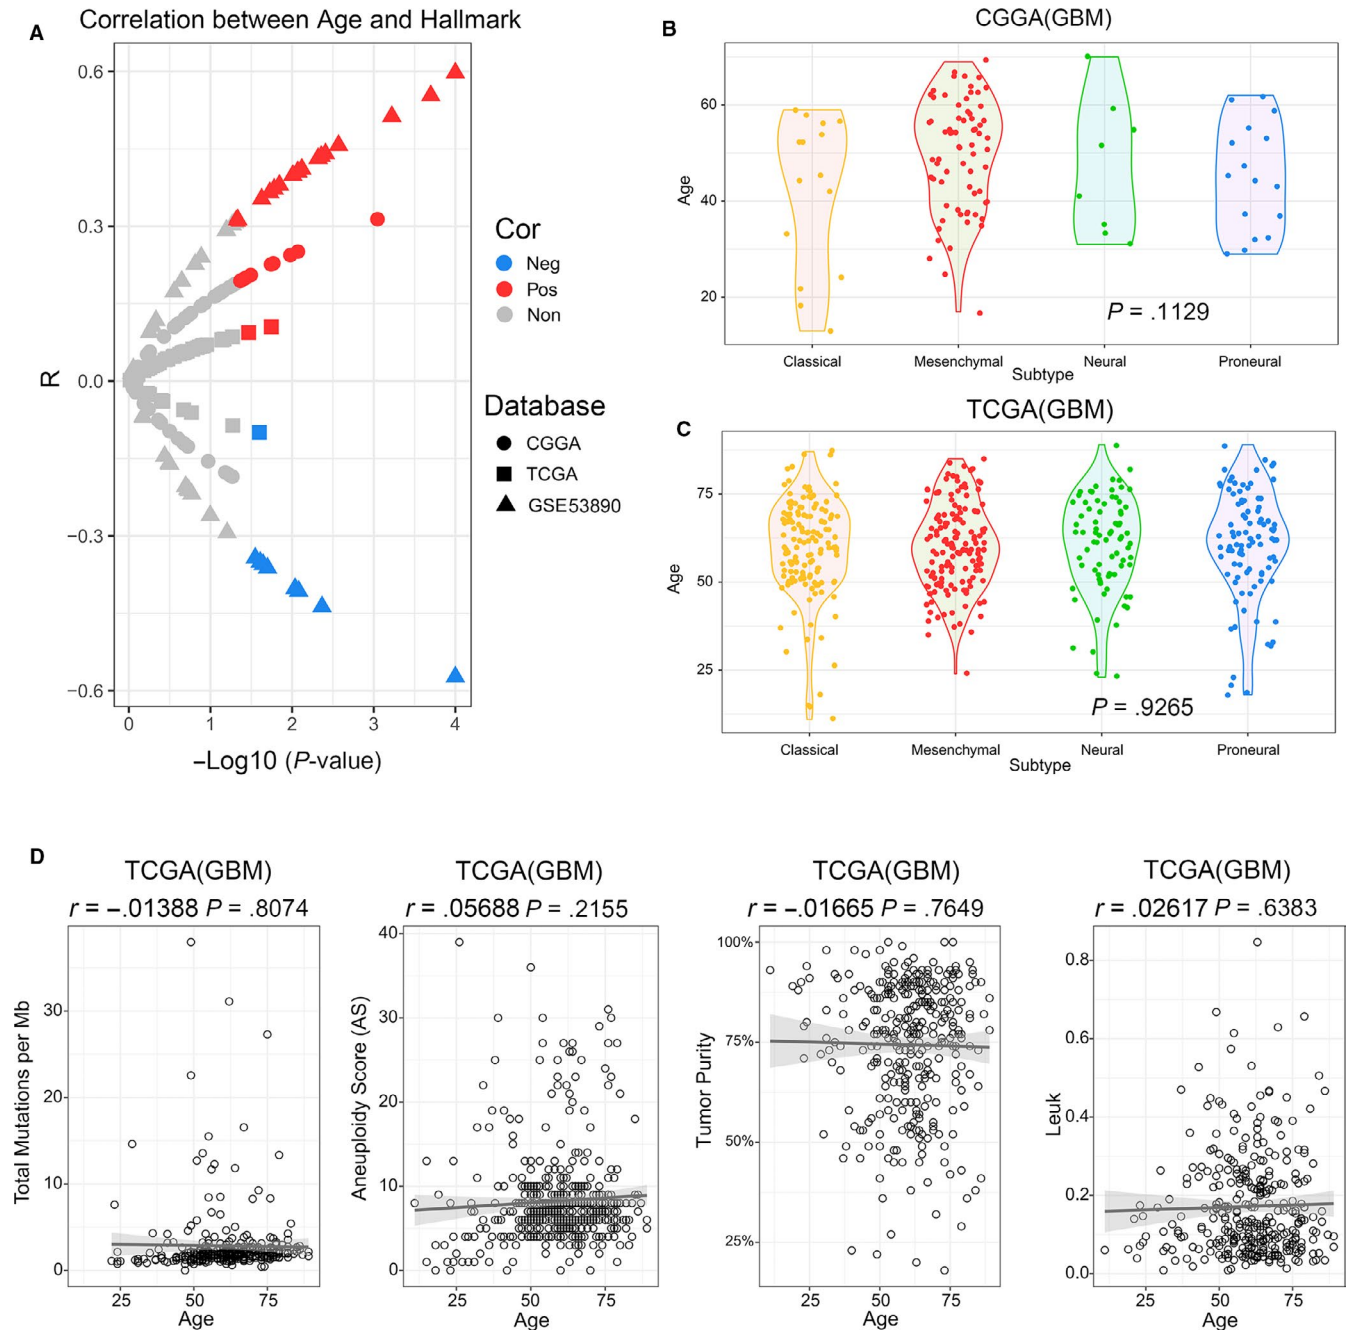 A
Correlation between Age and Hallmark
0.6
0.3
0.0
−0.3
−0.6
R
0 1 2 3 4
−Log10 (P-value)
Cor
Neg
Pos
Non
Database
CGGA
TCGA
GSE53890
B
CGGA(GBM)
60
40
20
Age
P = .1129
Classical Mesenchymal Neural Proneural
Subtype
C
TCGA(GBM)
75
50
25
Age
P = .9265
Classical Mesenchymal Neural Proneural
Subtype
D
TCGA(GBM)
r = −.01388 P = .8074
30
20
10
0
Total Mutations per Mb
25 50 75
Age
TCGA(GBM)
r = .05688 P = .2155
40
30
20
10
0
Aneuploidy Score (AS)
25 50 75
Age
TCGA(GBM)
r = −.01665 P = .7649
100%
75%
50%
25%
Tumor Purity
25 50 75
Age
TCGA(GBM)
r = .02617 P = .6383
0.8
0.6
0.4
0.2
0.0
Leuk
25 50 75
Age